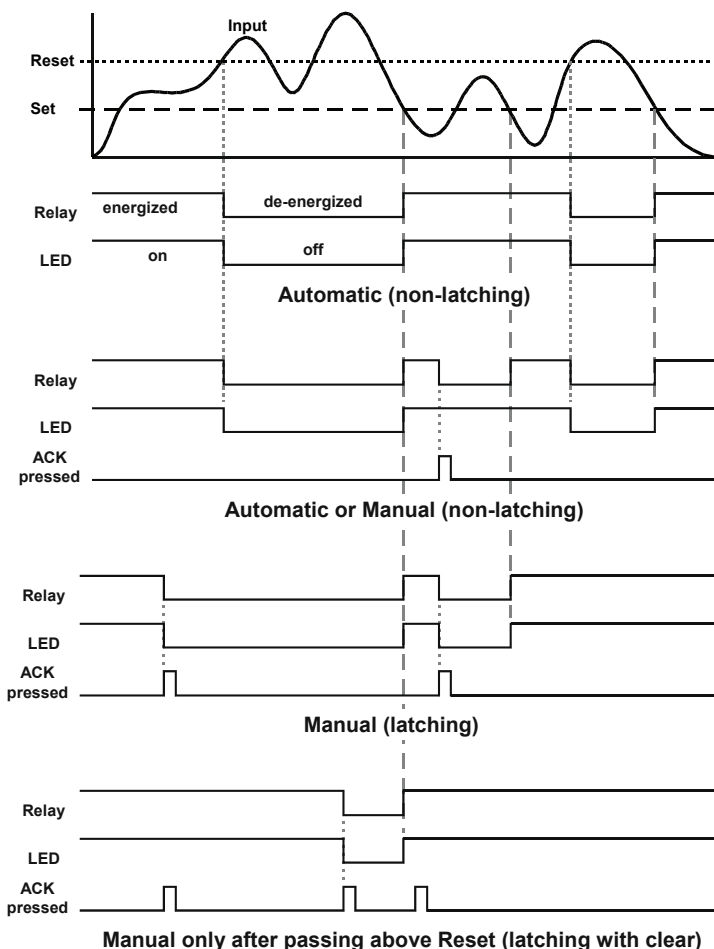 Input
Reset
Set
Relay
energized
de-energized
LED
on
off
Automatic (non-latching)
Relay
LED
ACK
pressed
Automatic or Manual (non-latching)
Relay
LED
ACK
pressed
Manual (latching)
Relay
LED
ACK
pressed
Manual only after passing above Reset (latching with clear)